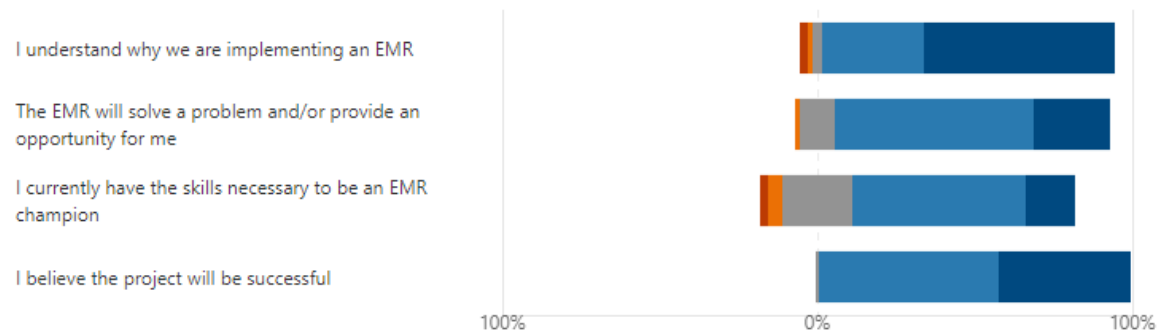 I understand why we are implementing an EMR
The EMR will solve a problem and/or provide an
opportunity for me
I currently have the skills necessary to be an EMR
champion
I believe the project will be successful
100%
0%
100%